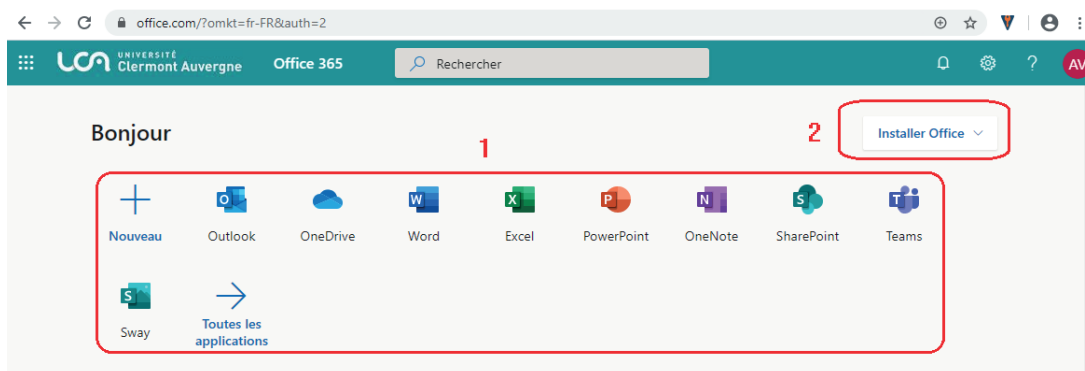 office.com/?omkt=fr-FR&auth=2
UCA UNIVERSITÉ Clermont Auvergne Office 365 Rechercher ? AV
Bonjour 1 2 Installer Office
Nouveau Outlook OneDrive Word Excel PowerPoint OneNote SharePoint Teams
Sway Toutes les
applications